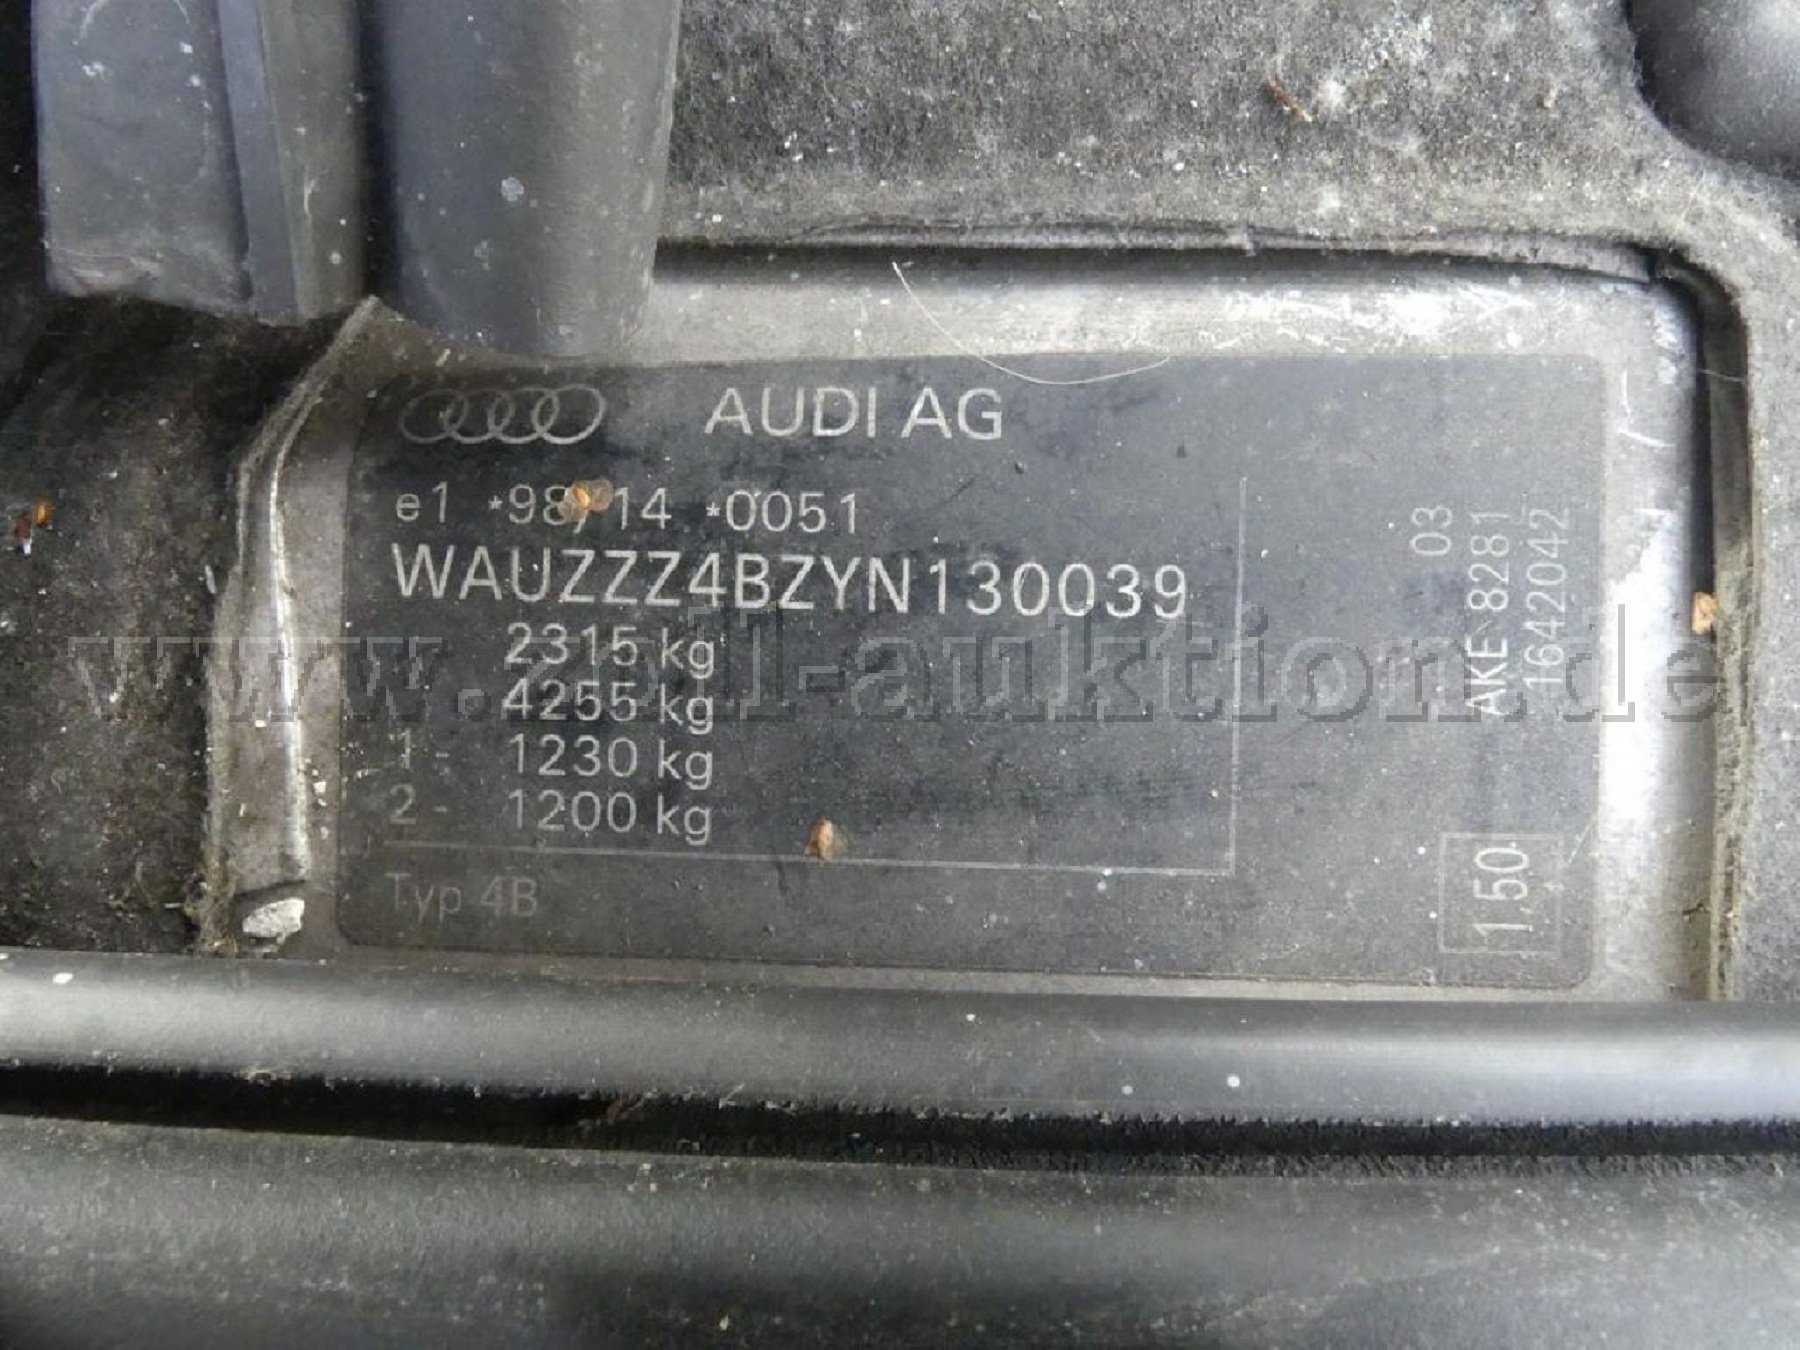 AUDI AG
e1 *98/14 *0051
WAUZZZ4BZYN130039
2315 kg
4255 kg
1 - 1230 kg
2 - 1200 kg
Typ 4B
03
AKE 8281
16420042
1,50
www.zoll-auktion.de